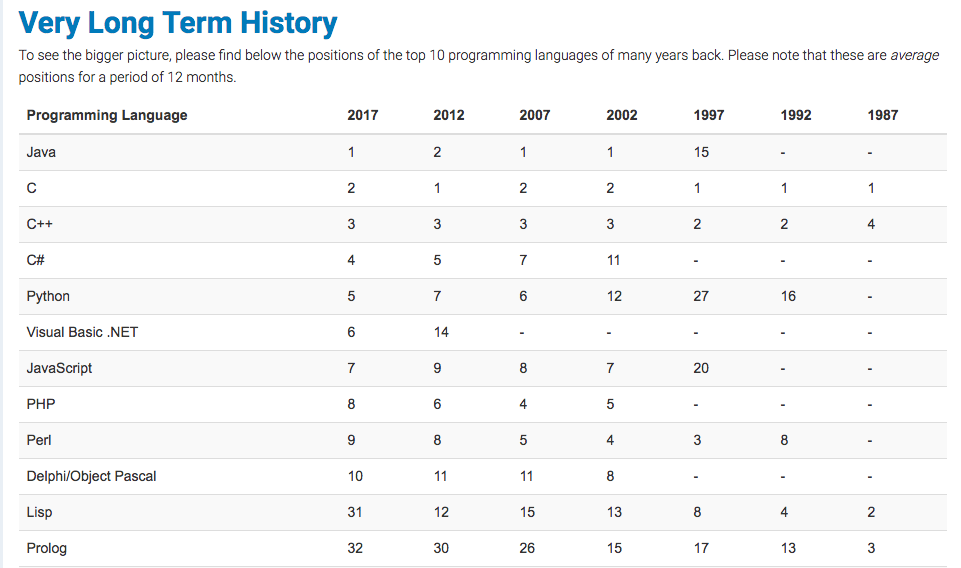 Very Long Term History
To see the bigger picture, please find below the positions of the top 10 programming languages of many years back. Please note that these are average
positions for a period of 12 months.
Programming Language 2017 2012 2007 2002 1997 1992 1987
Java 1 2 1 1 15 - -
C 2 1 2 2 1 1 1
C++ 3 3 3 3 2 2 4
C# 4 5 7 11 - - -
Python 5 7 6 12 27 16 -
Visual Basic .NET 6 14 - - - - -
JavaScript 7 9 8 7 20 - -
PHP 8 6 4 5 - - -
Perl 9 8 5 4 3 8 -
Delphi/Object Pascal 10 11 11 8 - - -
Lisp 31 12 15 13 8 4 2
Prolog 32 30 26 15 17 13 3